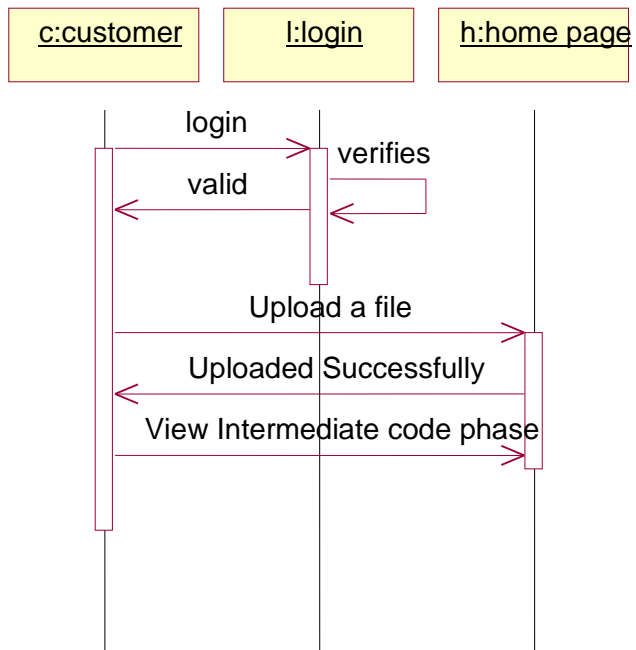 c:customer
l:login
h:home page
login
verifies
valid
Upload a file
Uploaded Successfully
View Intermediate code phase